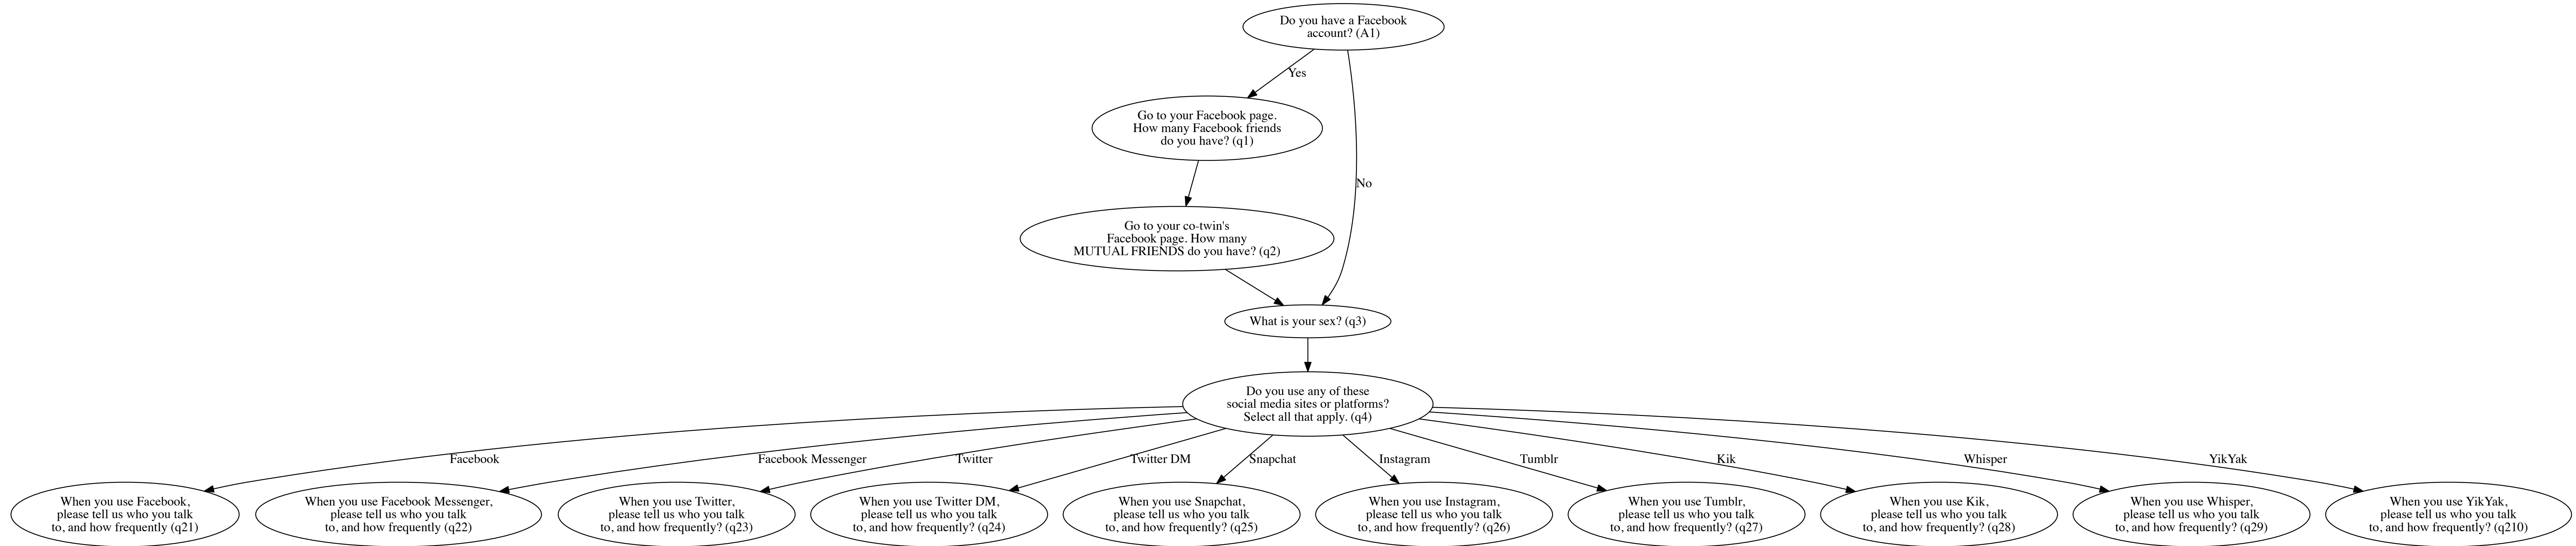 Do you have a Facebook
account? (A1)
Yes
Go to your Facebook page.
How many Facebook friends
do you have? (q1)
No
Go to your co-twin's
Facebook page. How many
MUTUAL FRIENDS do you have? (q2)
What is your sex? (q3)
Do you use any of these
social media sites or platforms?
Select all that apply. (q4)
Facebook
Facebook Messenger
Twitter
Twitter DM
Snapchat
Instagram
Tumblr
Kik
Whisper
YikYak
When you use Facebook,
please tell us who you talk
to, and how frequently (q21)
When you use Facebook Messenger,
please tell us who you talk
to, and how frequently (q22)
When you use Twitter,
please tell us who you talk
to, and how frequently? (q23)
When you use Twitter DM,
please tell us who you talk
to, and how frequently? (q24)
When you use Snapchat,
please tell us who you talk
to, and how frequently? (q25)
When you use Instagram,
please tell us who you talk
to, and how frequently? (q26)
When you use Tumblr,
please tell us who you talk
to, and how frequently? (q27)
When you use Kik,
please tell us who you talk
to, and how frequently? (q28)
When you use Whisper,
please tell us who you talk
to, and how frequently? (q29)
When you use YikYak,
please tell us who you talk
to, and how frequently? (q210)